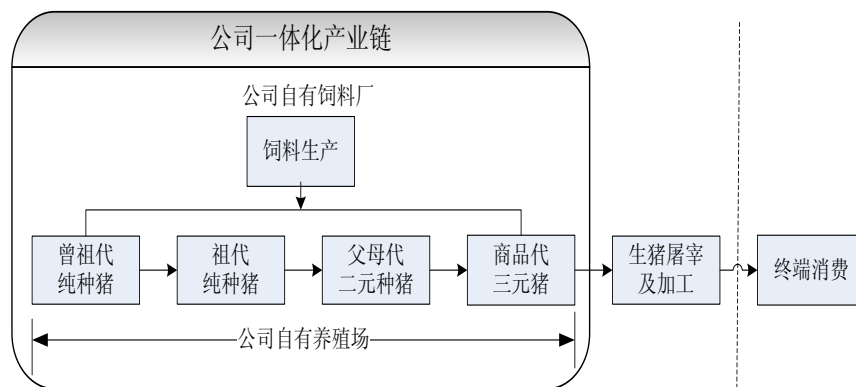 公司一体化产业链
公司自有饲料厂
饲料生产
曾祖代
纯种猪
祖代
纯种猪
父母代
二元种猪
商品代
三元猪
生猪屠宰
及加工
终端消费
公司自有养殖场